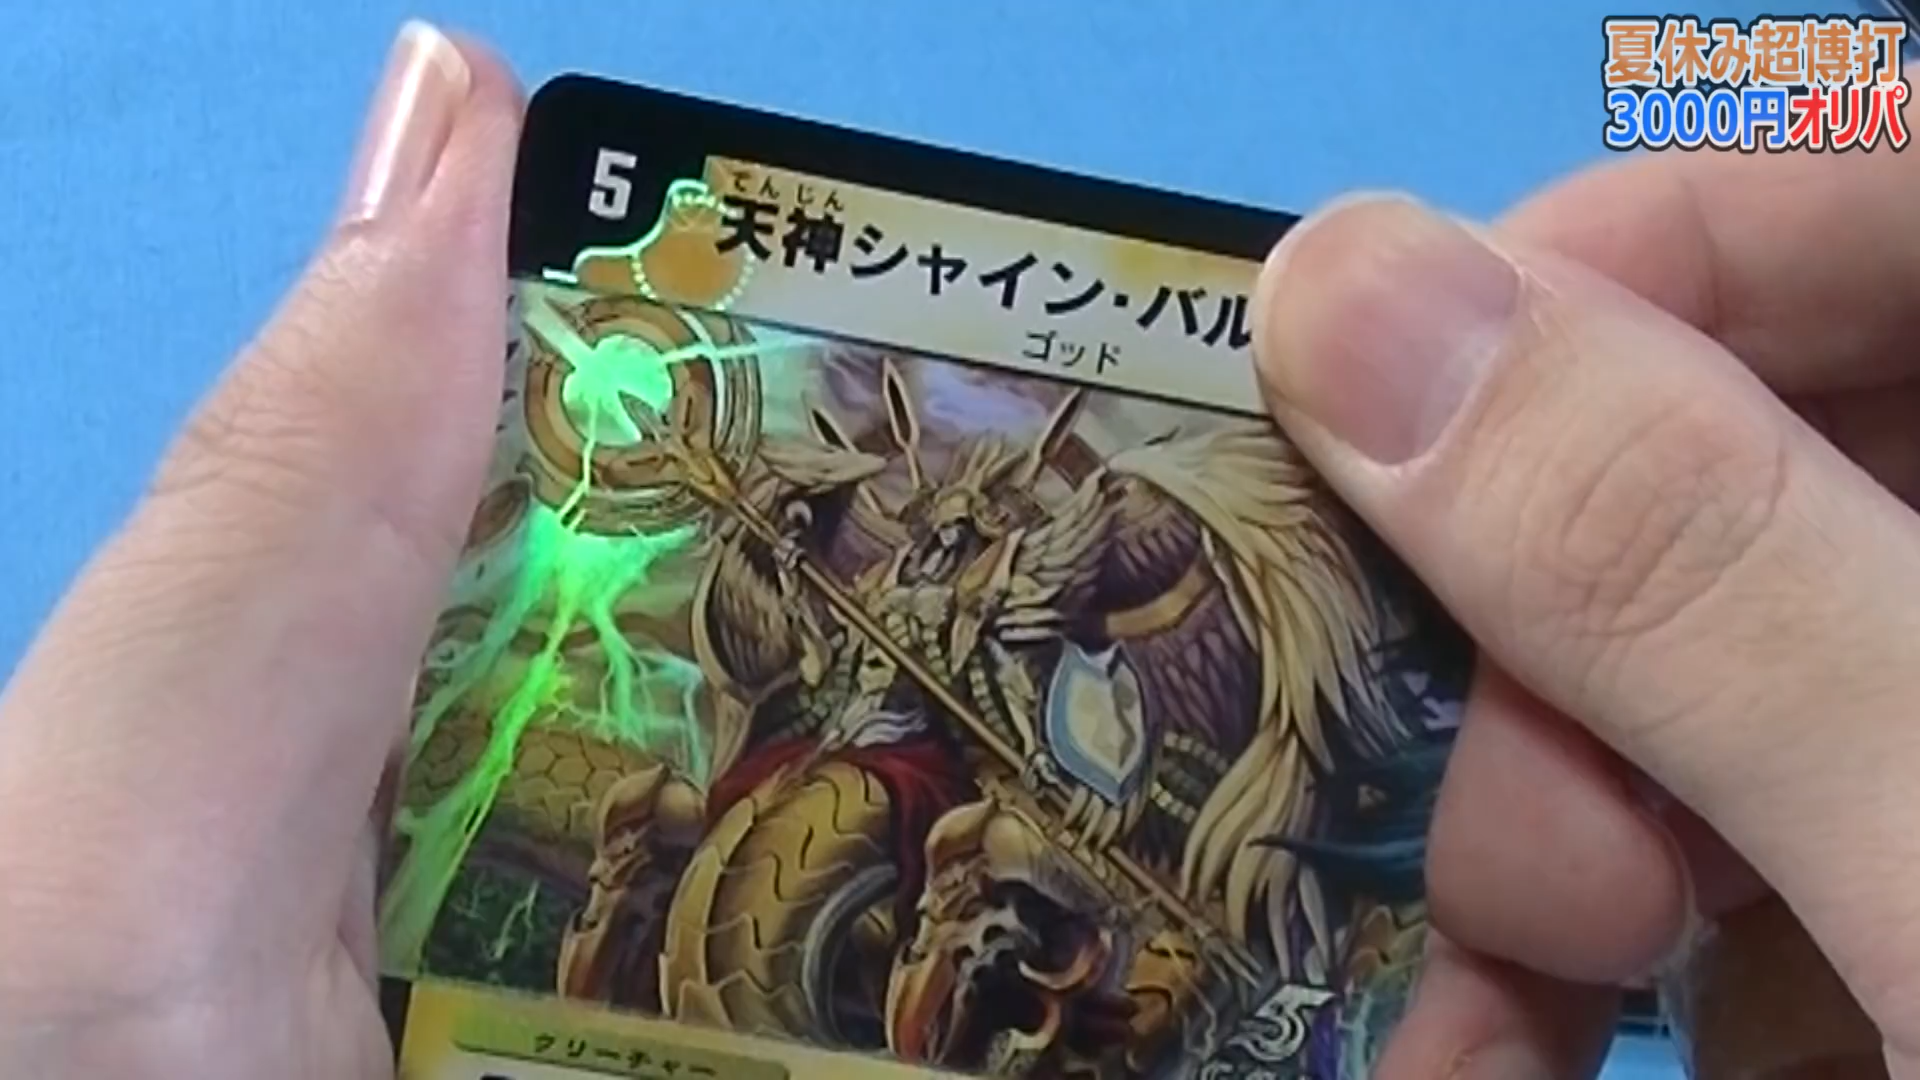 夏休み超博打
3000円オリパ
5
てんじん
天神シャイン・バル
ゴッド
クリーチャー